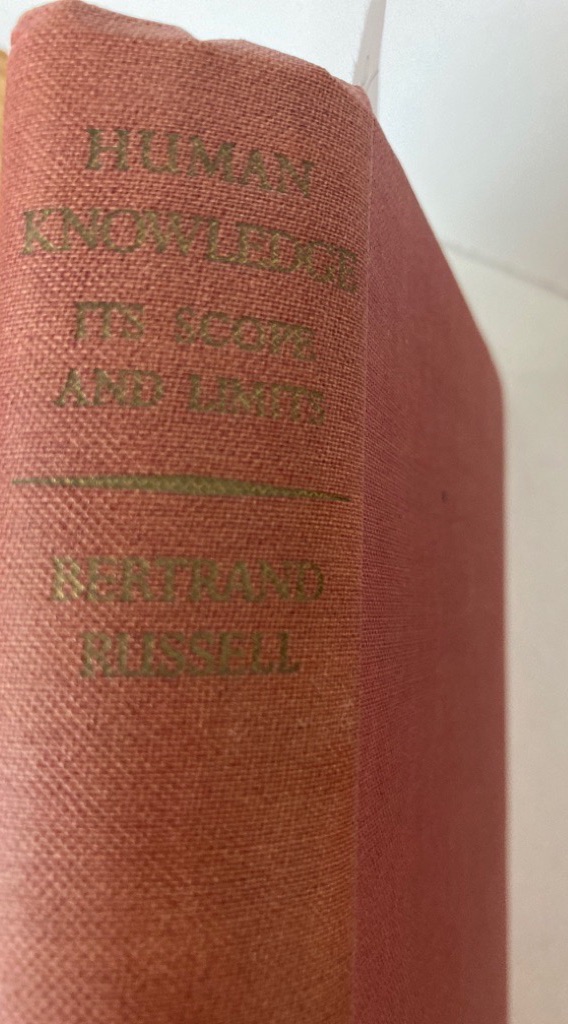 HUMAN
KNOWLEDGE
ITS SCOPE
AND LIMITS
BERTRAND
RUSSELL